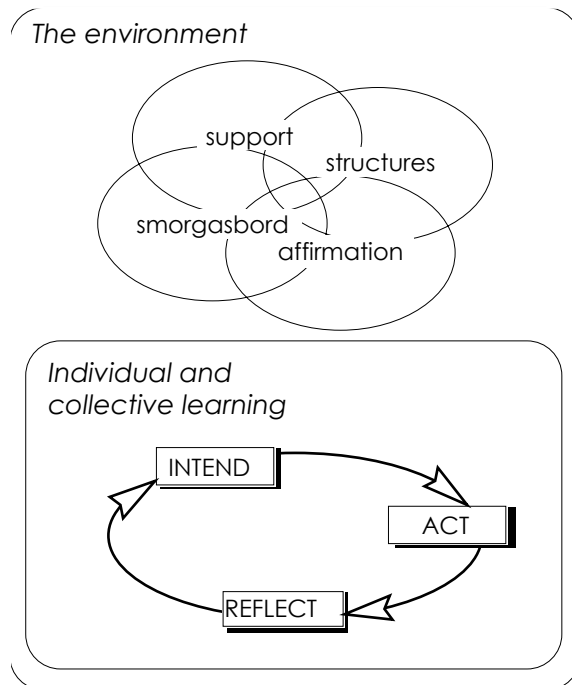 The environment
support
structures
smorgasbord
affirmation
Individual and
collective learning
INTEND
ACT
REFLECT